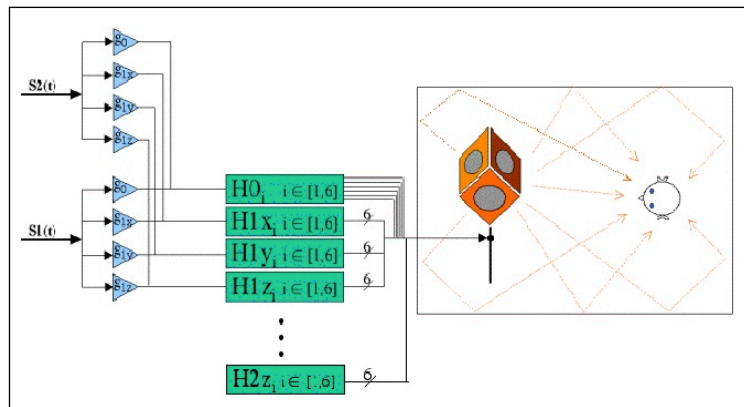 g0
g1x
S2(t)
g1y
g1z
g0
H0i i ∈ [1,6]
g1x
H1xi i ∈ [1,6]
6
S1(t)
g1y
H1yi i ∈ [1,6]
6
g1z
H1zi i ∈ [1,6]
6
H2zi i ∈ [.,6]
6